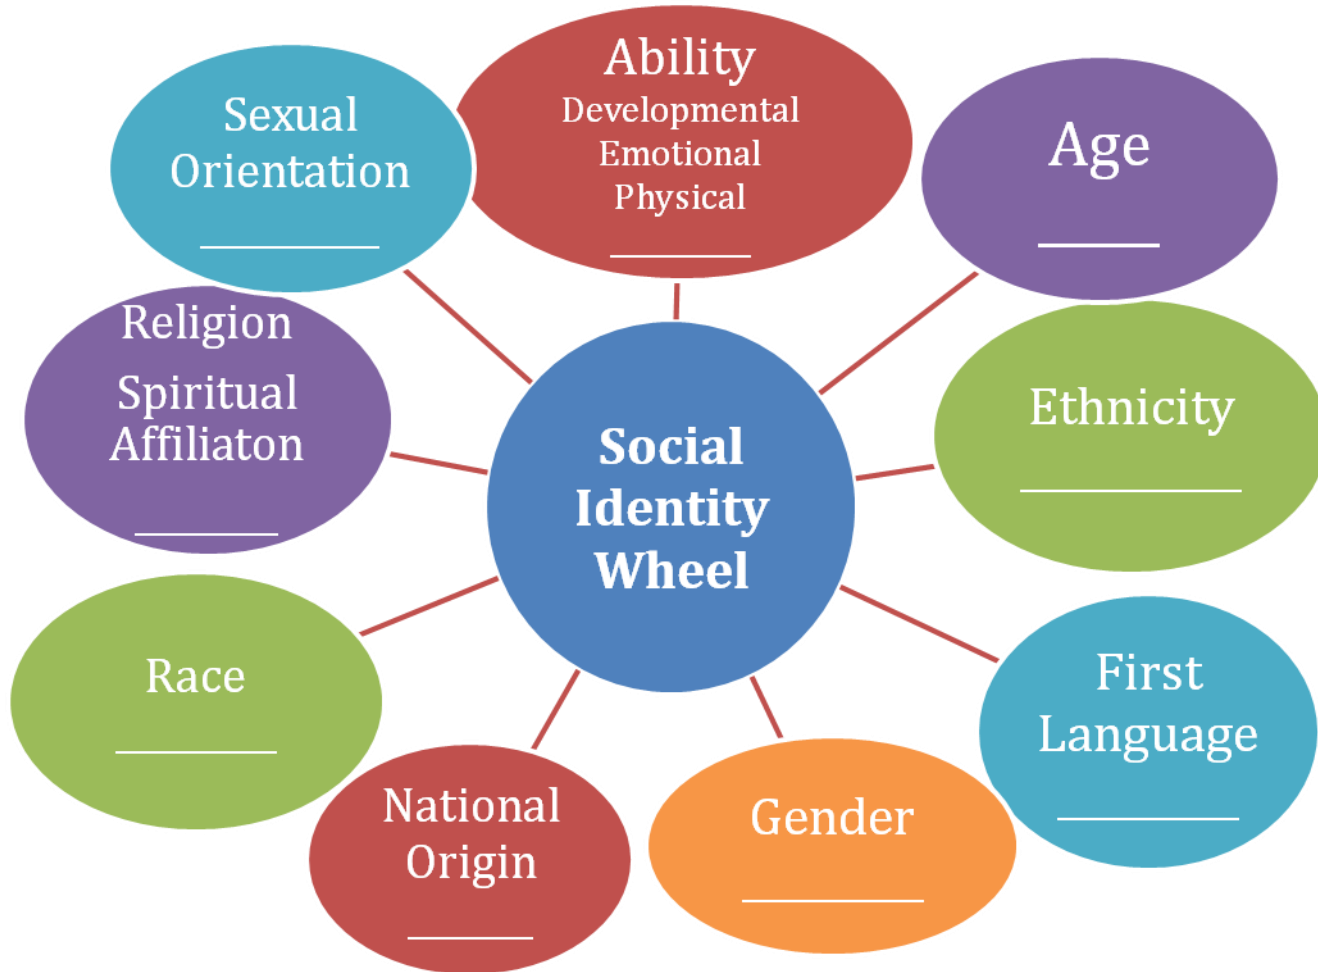 Ability
Developmental
Emotional
Physical
Age
Ethnicity
First
Language
Gender
National
Origin
Race
Religion
Spiritual
Affiliaton
Sexual
Orientation
Social
Identity
Wheel